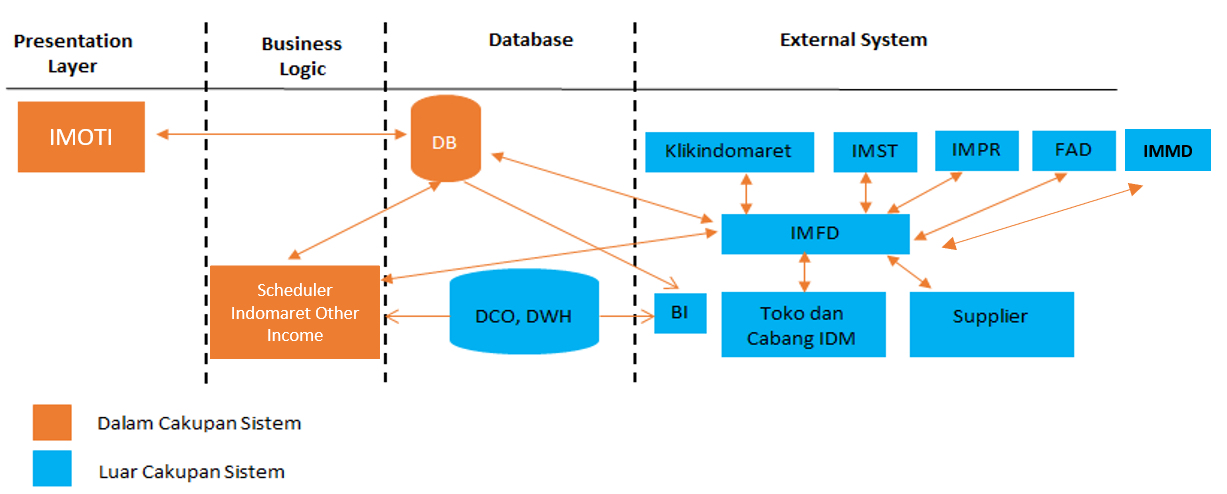 Presentation
Layer
Business
Logic
Database
External System
IMOTI
DB
Klikindomaret
IMST
IMPR
FAD
IMMD
IMFD
Scheduler
Indomaret Other
Income
DCO, DWH
BI
Toko dan
Cabang IDM
Supplier
Dalam Cakupan Sistem
Luar Cakupan Sistem